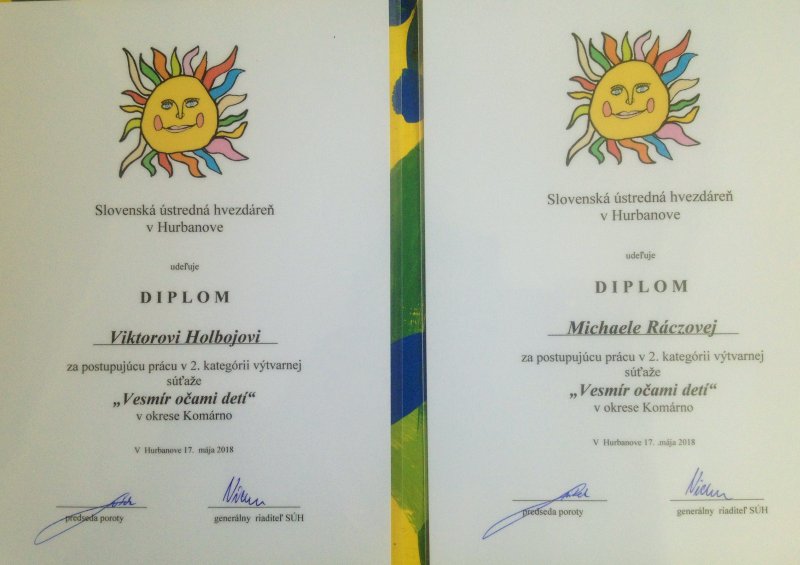 Slovenská ústredná hvezdáreň
v Hurbanove
udeľuje
DIPLOM
Viktorovi Holbojovi
za postupujúcu prácu v 2. kategórii výtvarnej
súťaže
„Vesmír očami detí“
v okrese Komárno
V Hurbanove 17. mája 2018
predseda poroty
generálny riaditeľ SÚH
Slovenská ústredná hvezdáreň
v Hurbanove
udeľuje
DIPLOM
Michaele Ráczovej
za postupujúcu prácu v 2. kategórii výtvarnej
súťaže
„Vesmír očami detí“
v okrese Komárno
V Hurbanove 17. .mája 2018
predseda poroty
generálny riaditeľ SÚH